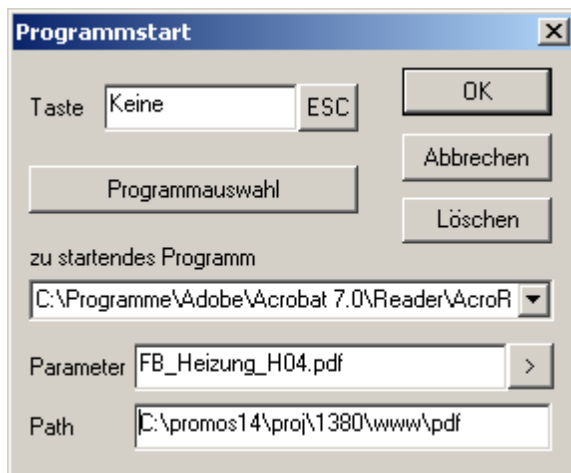 Programmstart
Taste Keine ESC OK
Abbrechen
Programmauswahl
Löschen
zu startendes Programm
C:\Programme\Adobe\Acrobat 7.0\Reader\AcroR
Parameter FB_Heizung_H04.pdf >
Path C:\promos14\proj\1380\www\pdf